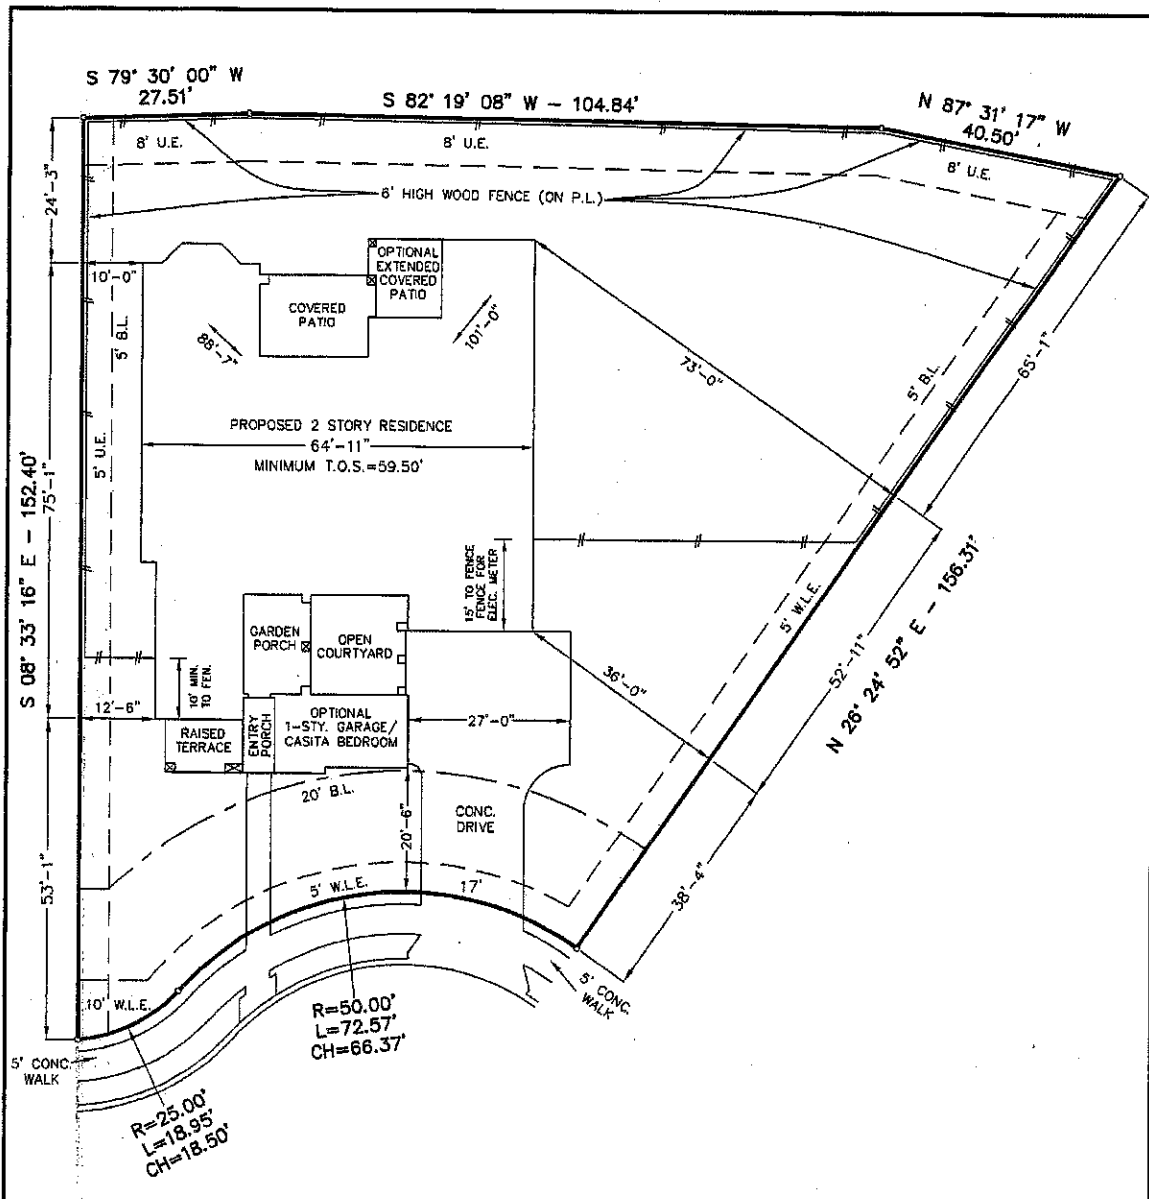 S 79° 30' 00" W
27.51'
S 82° 19' 08" W - 104.84'
N 87° 31' 17" W
40.50'
8' U.E.
8' U.E.
8' U.E.
6' HIGH WOOD FENCE (ON P.L.)
24'-3"
10'-0"
OPTIONAL
EXTENDED
COVERED
PATIO
COVERED
PATIO
88'-7"
101'-0"
5' B.L.
73'-0"
5' B.L.
65'-1"
PROPOSED 2 STORY RESIDENCE
64'-11"
MINIMUM T.O.S.=59.50'
5' U.E.
S 08° 33' 16" E - 152.40'
75'-1"
15' TO FENCE
FENCE FOR
ELEC. METER
5' W.L.E.
N 26° 24' 52" E - 156.31'
52'-11"
GARDEN
PORCH
OPEN
COURTYARD
36'-0"
10' MIN.
TO FEN.
12'-6"
RAISED
TERRACE
ENTRY
PORCH
OPTIONAL
1-STY. GARAGE/
CASITA BEDROOM
27'-0"
20' B.L.
20'-6"
CONC.
DRIVE
53'-1"
5' W.L.E.
17'
38'-4"
10' W.L.E.
R=50.00'
L=72.57'
CH=66.37'
5' CONC.
WALK
5' CONC.
WALK
R=25.00'
L=18.95'
CH=18.50'